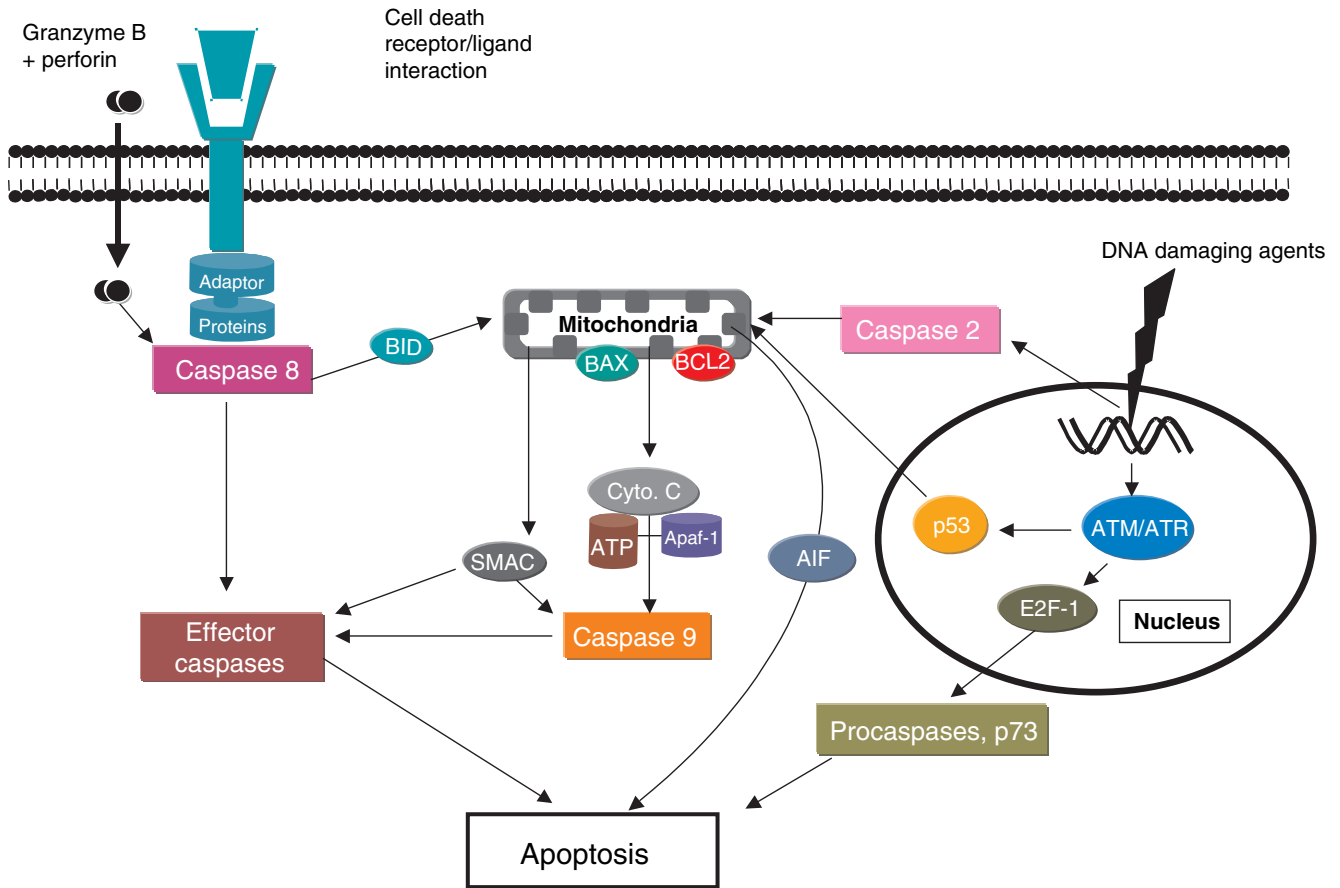 Granzyme B
+ perforin
Cell death
receptor/ligand
interaction
DNA damaging agents
Adaptor
Proteins
Caspase 8
BID
Mitochondria
BAX
BCL2
Caspase 2
Cyto. C
ATP
Apaf-1
SMAC
AIF
p53
ATM/ATR
E2F-1
Nucleus
Effector
caspases
Caspase 9
Procaspases, p73
Apoptosis